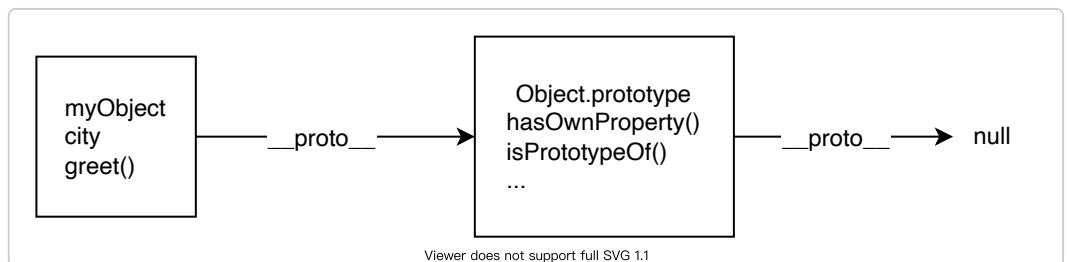 myObject
city
greet()
__proto__
Object.prototype
hasOwnProperty()
isPrototypeOf()
...
__proto__
null
Viewer does not support full SVG 1.1